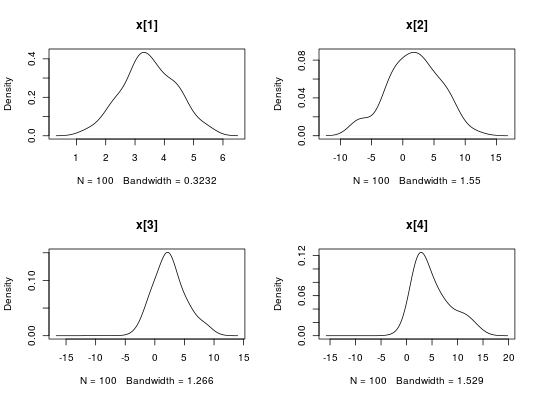 x[1]
Density
0.0 0.2 0.4
1 2 3 4 5 6
N = 100 Bandwidth = 0.3232
x[2]
Density
0.00 0.04 0.08
-10 -5 0 5 10 15
N = 100 Bandwidth = 1.55
x[3]
Density
0.00 0.10
-15 -10 -5 0 5 10 15
N = 100 Bandwidth = 1.266
x[4]
Density
0.00 0.06 0.12
-15 -10 -5 0 5 10 15 20
N = 100 Bandwidth = 1.529